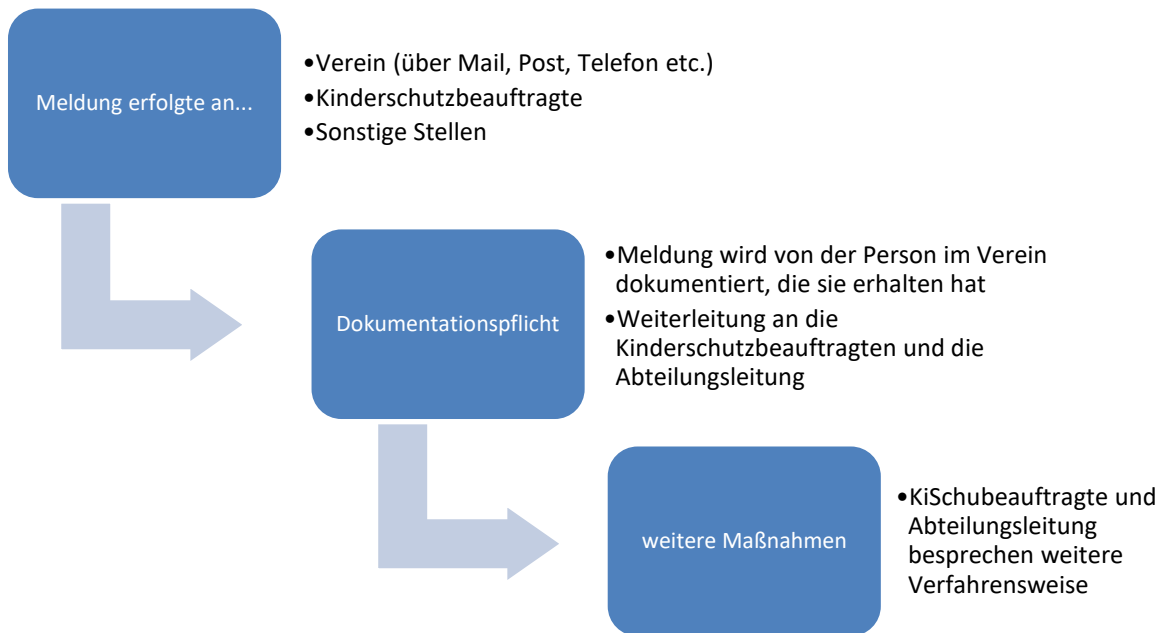 Meldung erfolgte an...
•Verein (über Mail, Post, Telefon etc.)
•Kinderschutzbeauftragte
•Sonstige Stellen
Dokumentationspflicht
•Meldung wird von der Person im Verein
dokumentiert, die sie erhalten hat
•Weiterleitung an die
Kinderschutzbeauftragten und die
Abteilungsleitung
weitere Maßnahmen
•KiSchubeauftragte und
Abteilungsleitung
besprechen weitere
Verfahrensweise